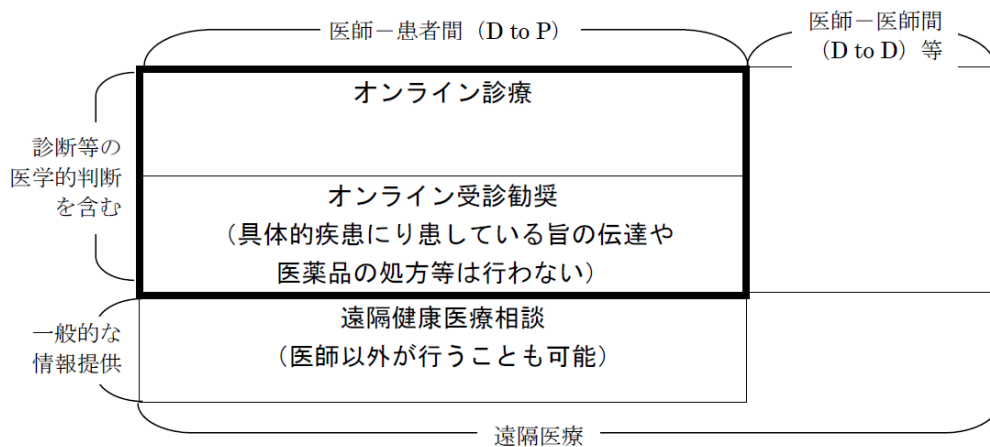 医師－患者間（D to P）
医師－医師間
（D to D）等
オンライン診療
診断等の
医学的判断
を含む
オンライン受診勧奨
（具体的疾患にり患している旨の伝達や
医薬品の処方等は行わない）
遠隔健康医療相談
（医師以外が行うことも可能）
一般的な
情報提供
遠隔医療